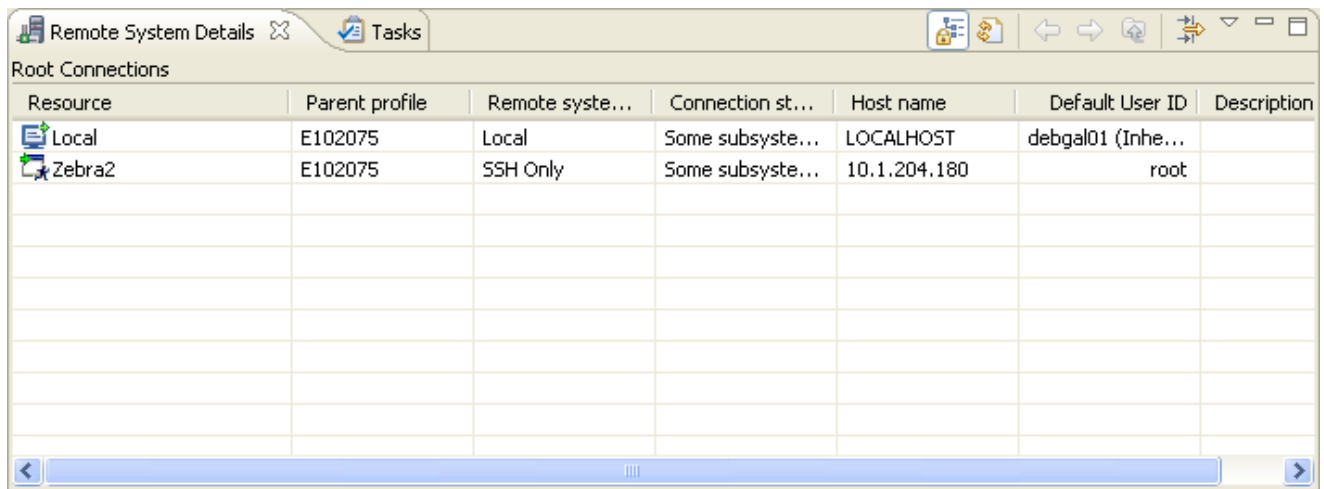 Remote System Details Tasks
Root Connections
Resource Parent profile Remote syste... Connection st... Host name Default User ID Description
Local E102075 Local Some subsyste... LOCALHOST debgal01 (Inhe...
Zebra2 E102075 SSH Only Some subsyste... 10.1.204.180 root